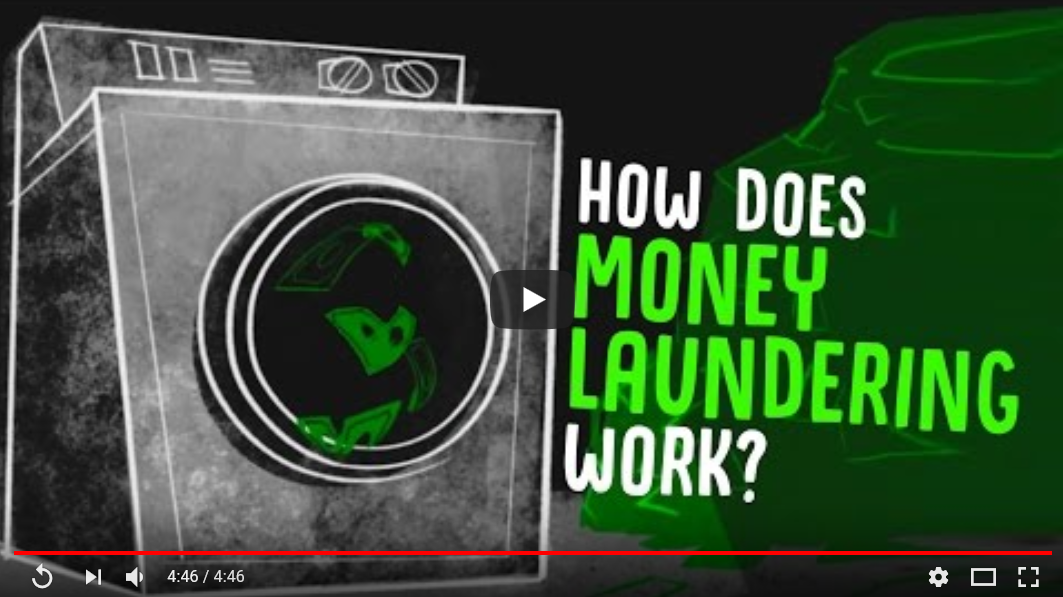 HOW DOES
MONEY
LAUNDERING
WORK?
4:46 / 4:46